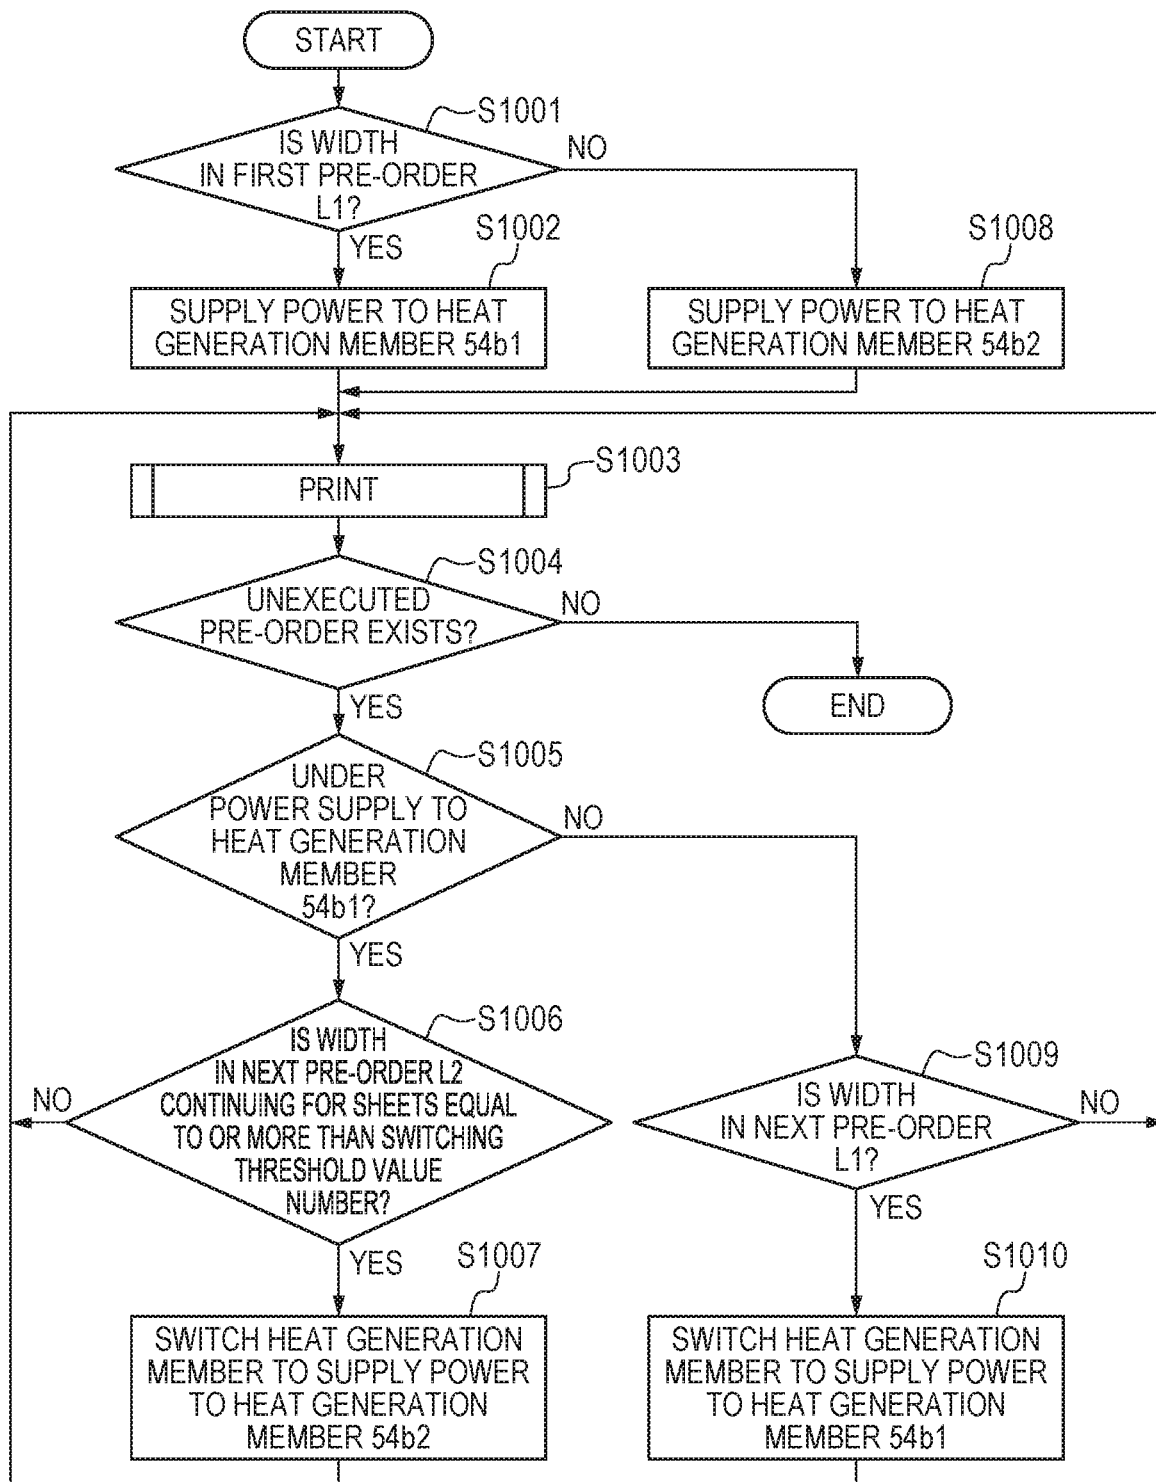 START
S1001
IS WIDTH
IN FIRST PRE-ORDER
L1?
NO
YES
S1002
SUPPLY POWER TO HEAT
GENERATION MEMBER 54b1
S1008
SUPPLY POWER TO HEAT
GENERATION MEMBER 54b2
PRINT
S1003
S1004
UNEXECUTED
PRE-ORDER EXISTS?
NO
YES
END
S1005
UNDER
POWER SUPPLY TO
HEAT GENERATION
MEMBER
54b1?
NO
YES
S1006
IS WIDTH
IN NEXT PRE-ORDER L2
CONTINUING FOR SHEETS EQUAL
TO OR MORE THAN SWITCHING
THRESHOLD VALUE
NUMBER?
NO
YES
S1009
IS WIDTH
IN NEXT PRE-ORDER
L1?
NO
YES
S1007
SWITCH HEAT GENERATION
MEMBER TO SUPPLY POWER
TO HEAT GENERATION
MEMBER 54b2
S1010
SWITCH HEAT GENERATION
MEMBER TO SUPPLY POWER
TO HEAT GENERATION
MEMBER 54b1